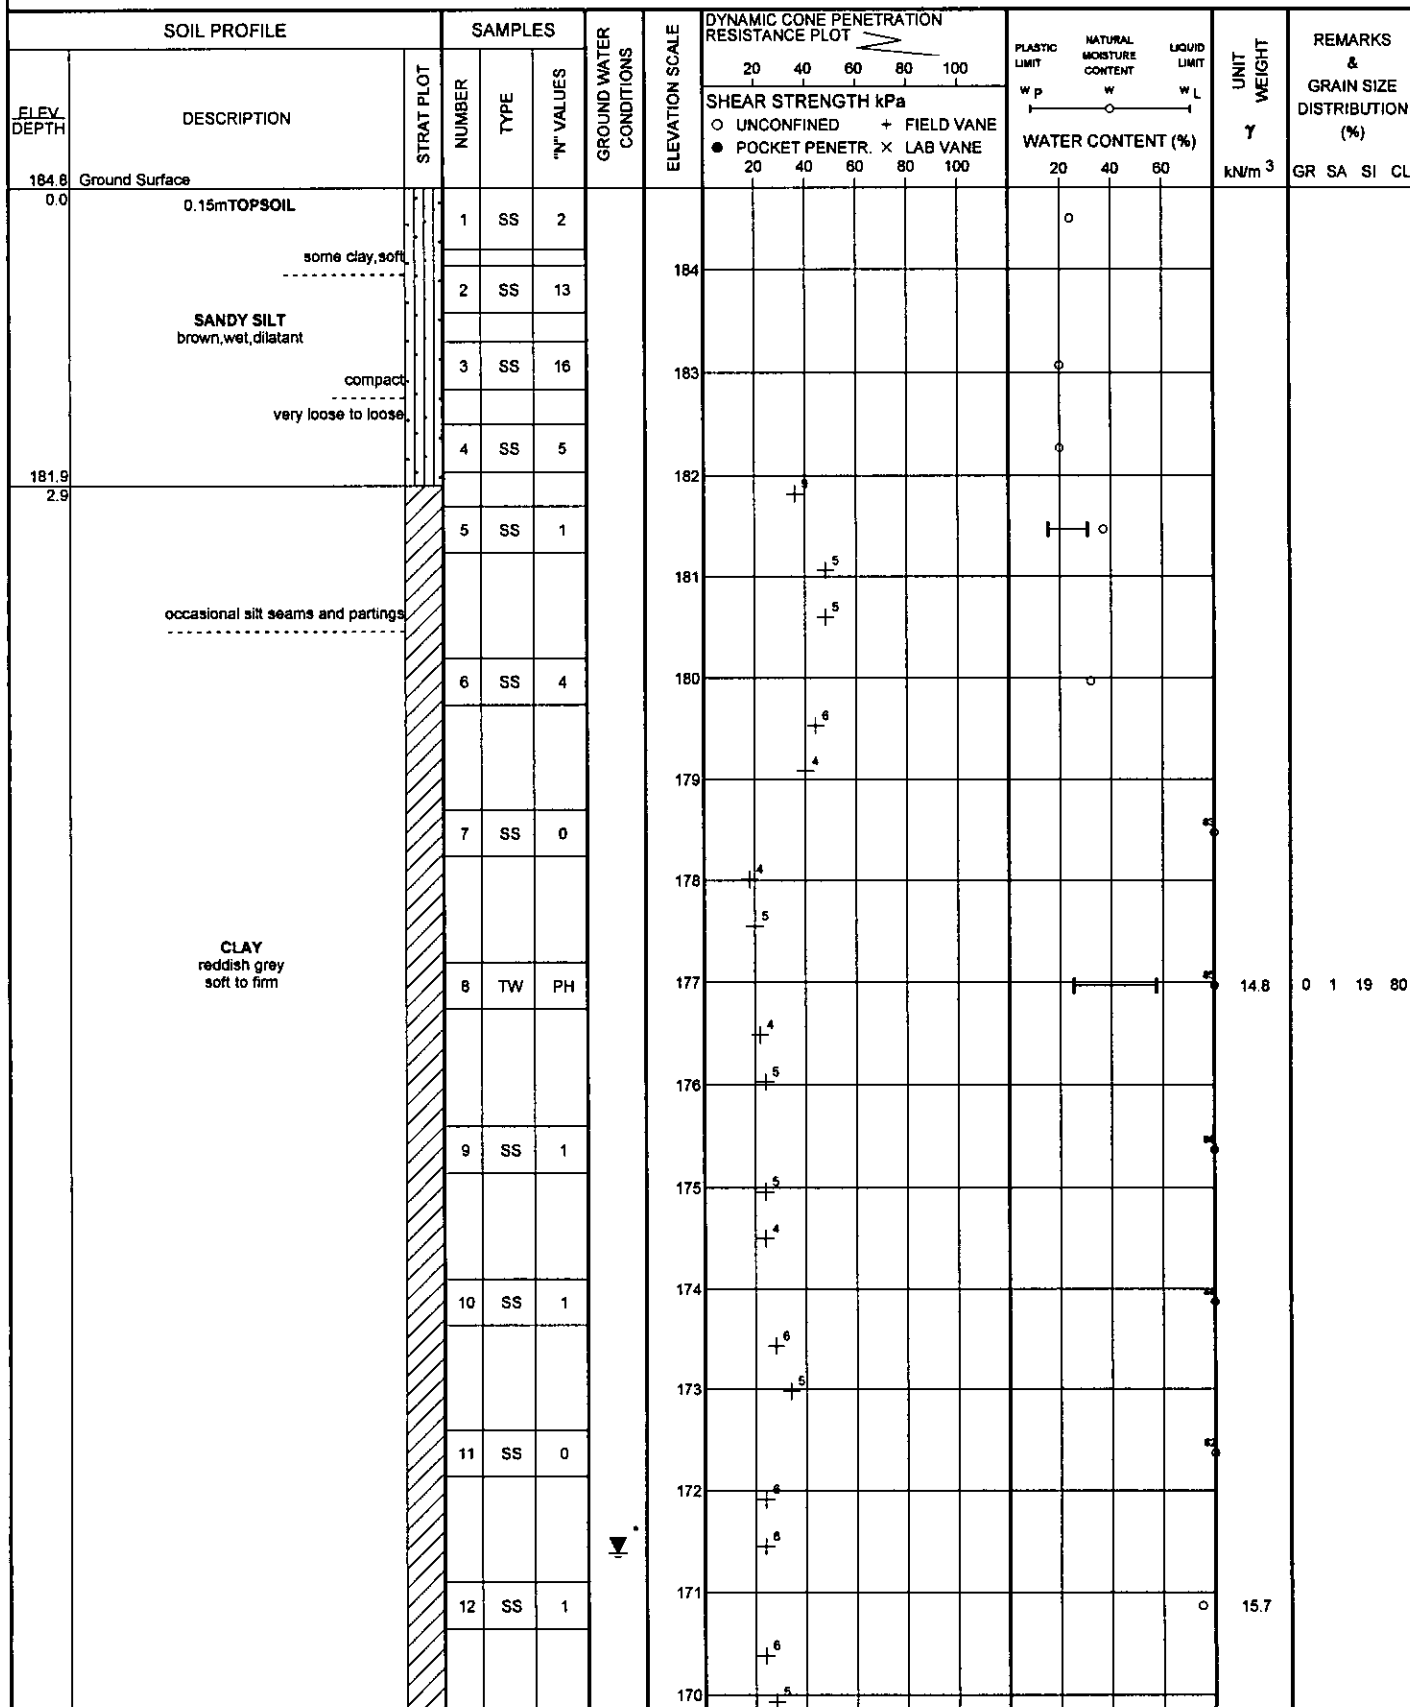 SOIL PROFILE
SAMPLES
GROUND WATER CONDITIONS
ELEVATION SCALE
DYNAMIC CONE PENETRATION
RESISTANCE PLOT
20 40 60 80 100
SHEAR STRENGTH kPa
○ UNCONFINED + FIELD VANE
● POCKET PENETR. × LAB VANE
20 40 60 80 100
PLASTIC LIMIT
NATURAL MOISTURE CONTENT
LIQUID LIMIT
W P W W L
WATER CONTENT (%)
20 40 60
UNIT WEIGHT
γ
kN/m 3
REMARKS
&
GRAIN SIZE
DISTRIBUTION
(%)
GR SA SI CL
ELEV
DEPTH
DESCRIPTION
STRAT PLOT
NUMBER
TYPE
"N" VALUES
184.8 Ground Surface
0.0
0.15mTOPSOIL
1 SS 2
some clay,soft
184
2 SS 13
SANDY SILT
brown,wet,dilatant
3 SS 16
183
compact
very loose to loose
4 SS 5
181.9
182
2.9
5 SS 1
5
181
5
occasional silt seams and partings
6 SS 4
180
6
4
179
7 SS 0
4
178
5
CLAY
reddish grey
soft to firm
8 TW PH
177
14.8 0 1 19 80
4
5
176
9 SS 1
5
175
4
10 SS 1
174
6
5
173
11 SS 0
6
172
6
12 SS 1
171
15.7
6
5
170